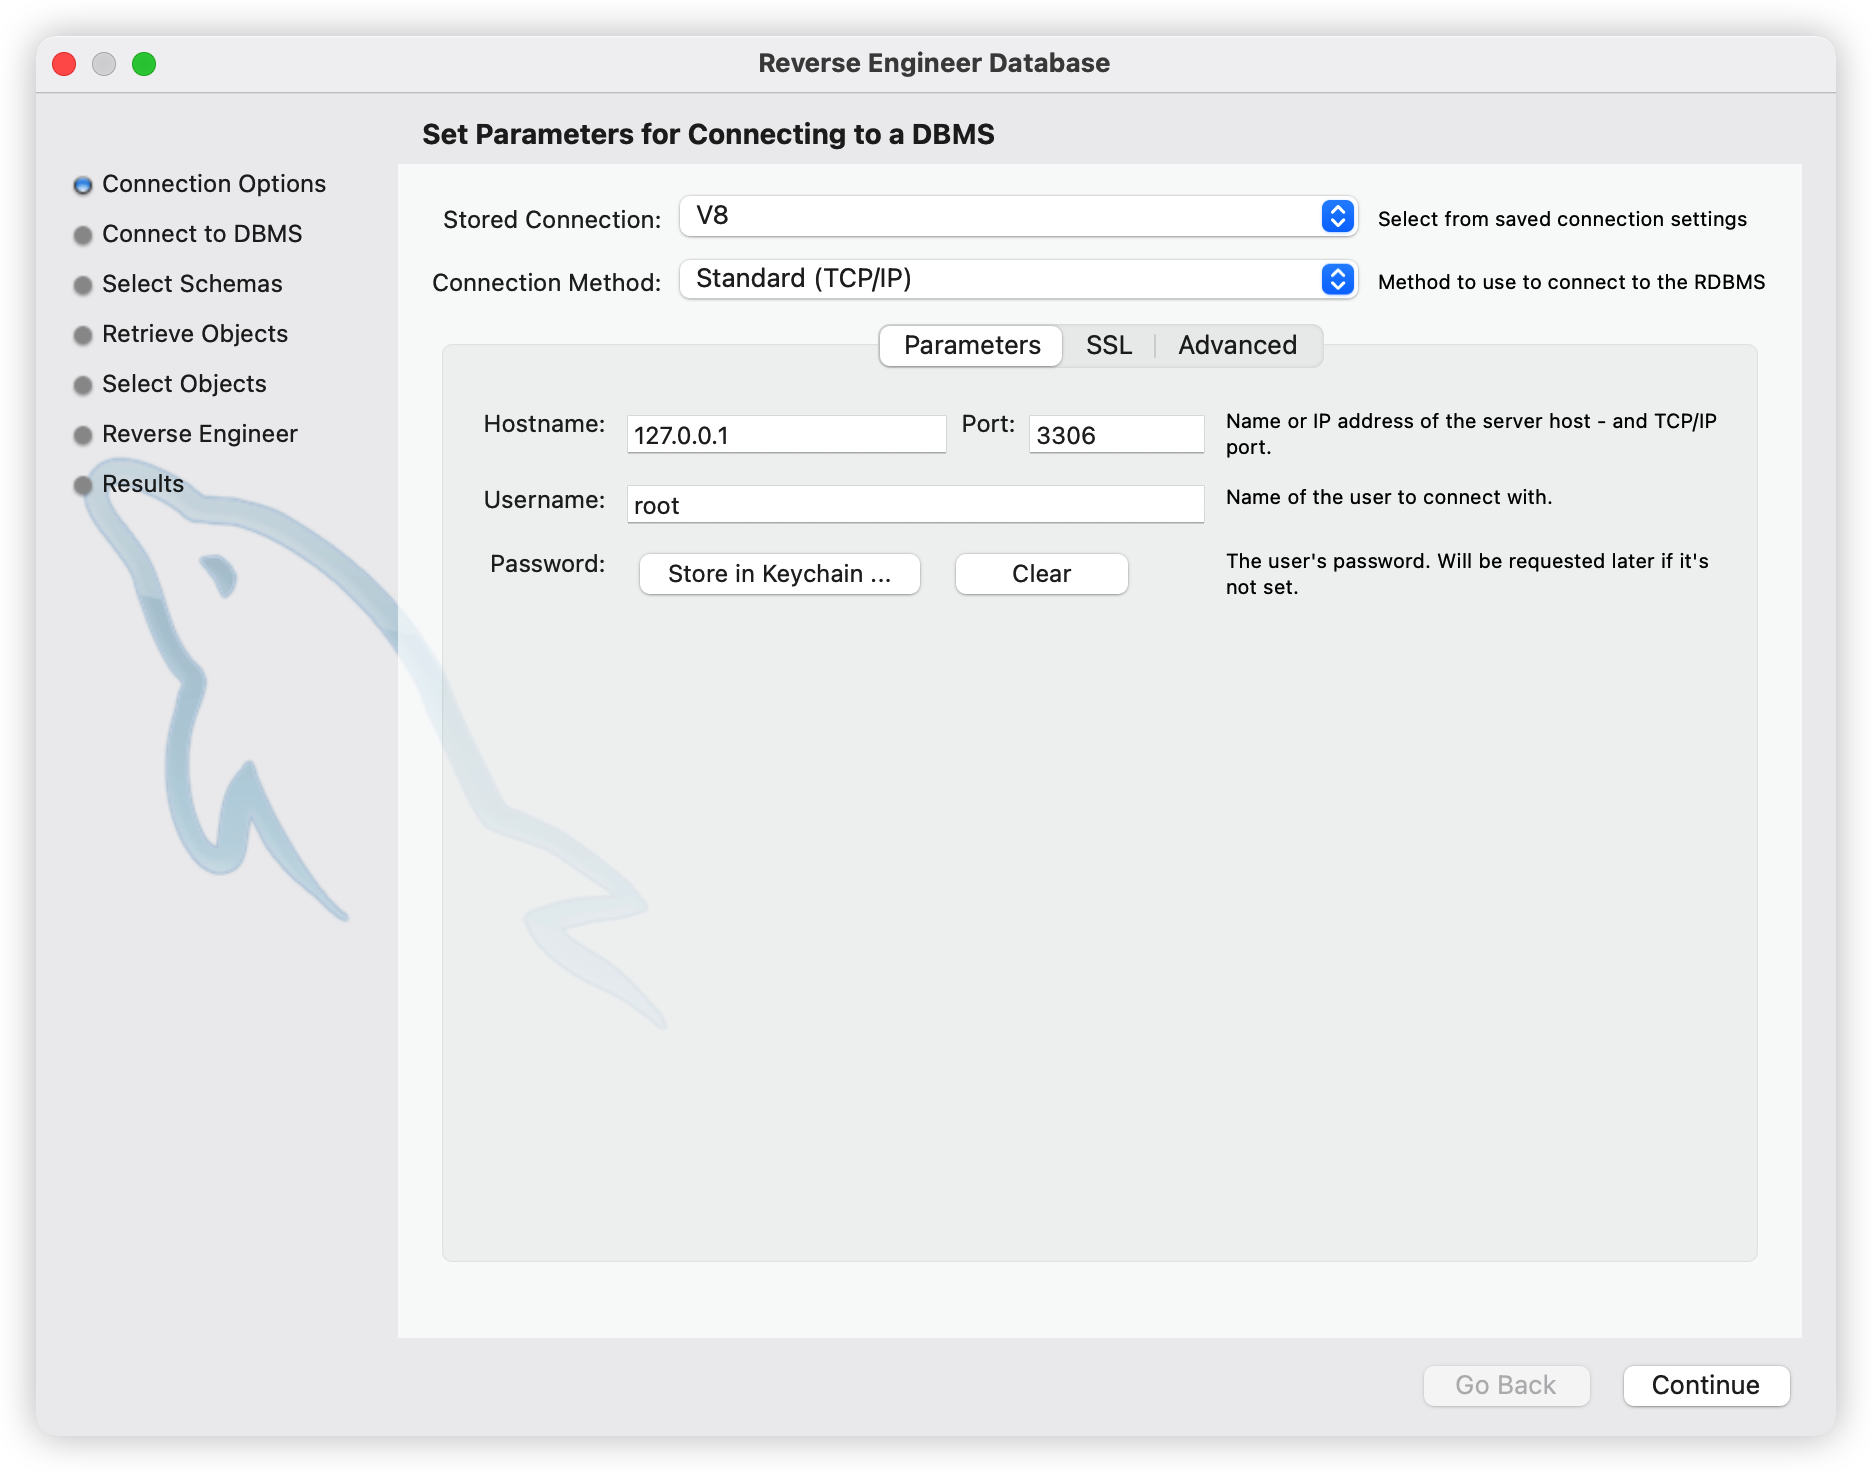 Reverse Engineer Database
Set Parameters for Connecting to a DBMS
Connection Options
Connect to DBMS
Select Schemas
Retrieve Objects
Select Objects
Reverse Engineer
Results
Stored Connection: V8 Select from saved connection settings
Connection Method: Standard (TCP/IP) Method to use to connect to the RDBMS
Parameters SSL Advanced
Hostname: 127.0.0.1 Port: 3306 Name or IP address of the server host - and TCP/IP
port.
Username: root Name of the user to connect with.
Password: Store in Keychain ... Clear The user's password. Will be requested later if it's
not set.
Go Back Continue